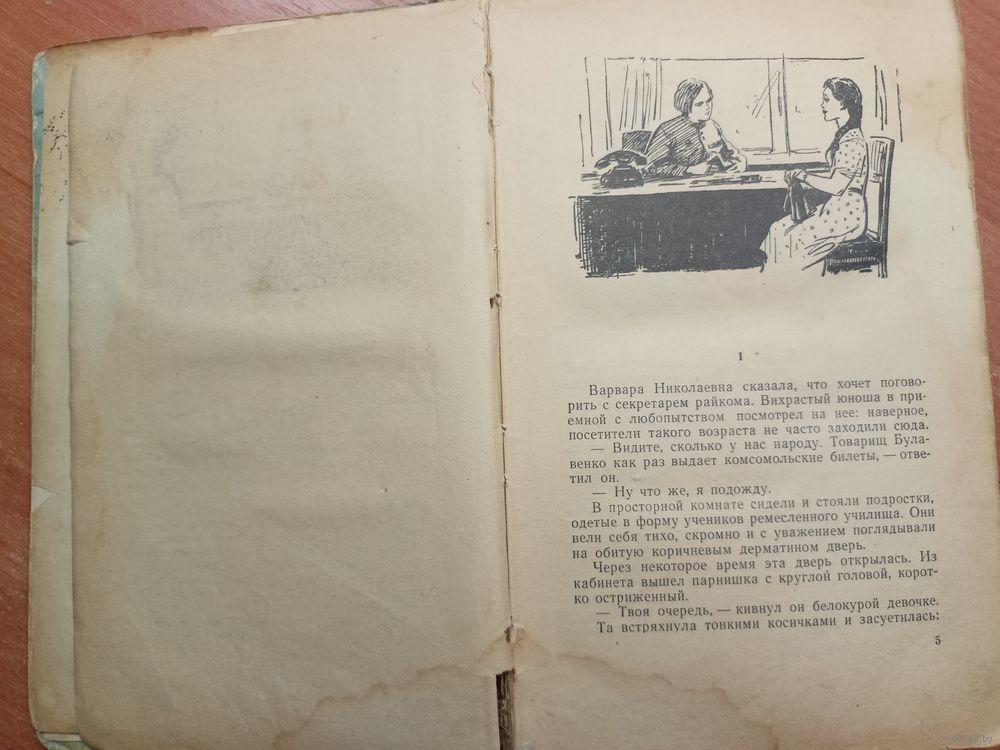 I
Варвара Николаевна сказала, что хочет погово-
рить с секретарем райкома. Вихрастый юноша в при-
емной с любопытством посмотрел на нее: наверное,
посетители такого возраста не часто заходили сюда.
— Видите, сколько у нас народу. Товарищ Була-
венко как раз выдает комсомольские билеты, — отве-
тил он.
— Ну что же, я подожду.
В просторной комнате сидели и стояли подростки,
одетые в форму учеников ремесленного училища. Они
вели себя тихо, скромно и с уважением поглядывали
на обитую коричневым дерматином дверь.
Через некоторое время эта дверь открылась. Из
кабинета вышел парнишка с круглой головой, корот-
ко остриженный.
— Твоя очередь, — кивнул он белокурой девочке.
Та встряхнула тонкими косичками и засуетилась:
5